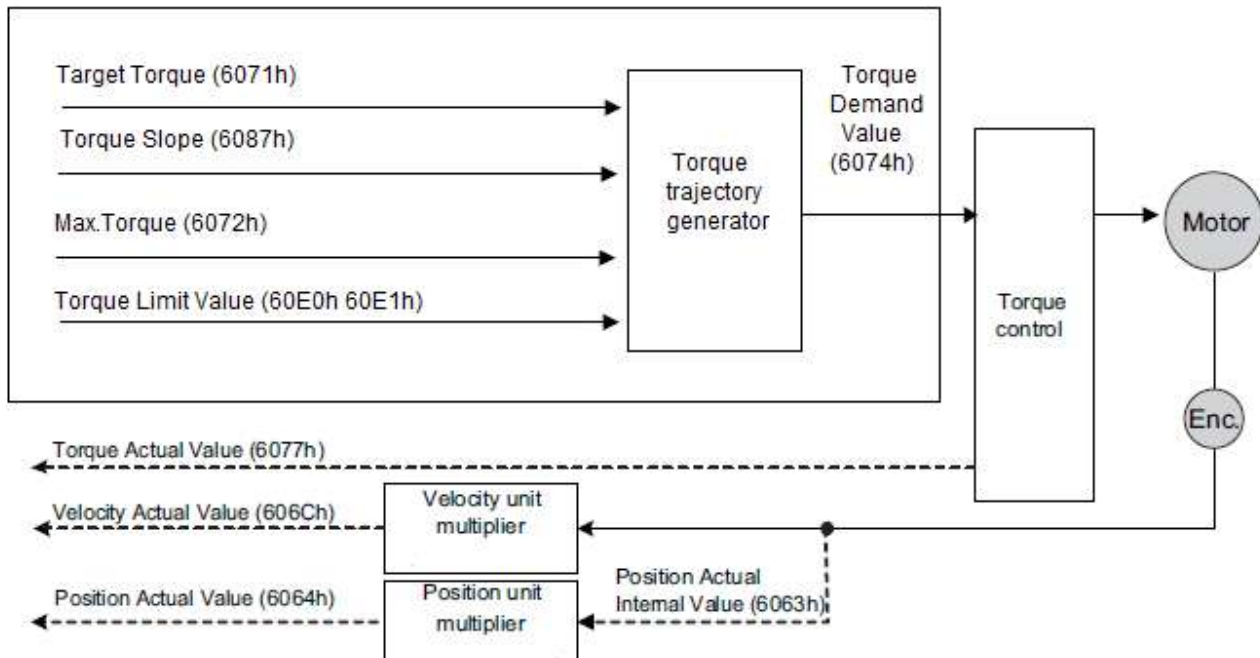 Target Torque (6071h)
Torque Slope (6087h)
Max.Torque (6072h)
Torque Limit Value (60E0h 60E1h)
Torque
trajectory
generator
Torque
Demand
Value
(6074h)
Torque
control
Motor
Enc.
Torque Actual Value (6077h)
Velocity Actual Value (606Ch)
Velocity unit
multiplier
Position Actual Value (6064h)
Position unit
multiplier
Position Actual
Internal Value (6063h)